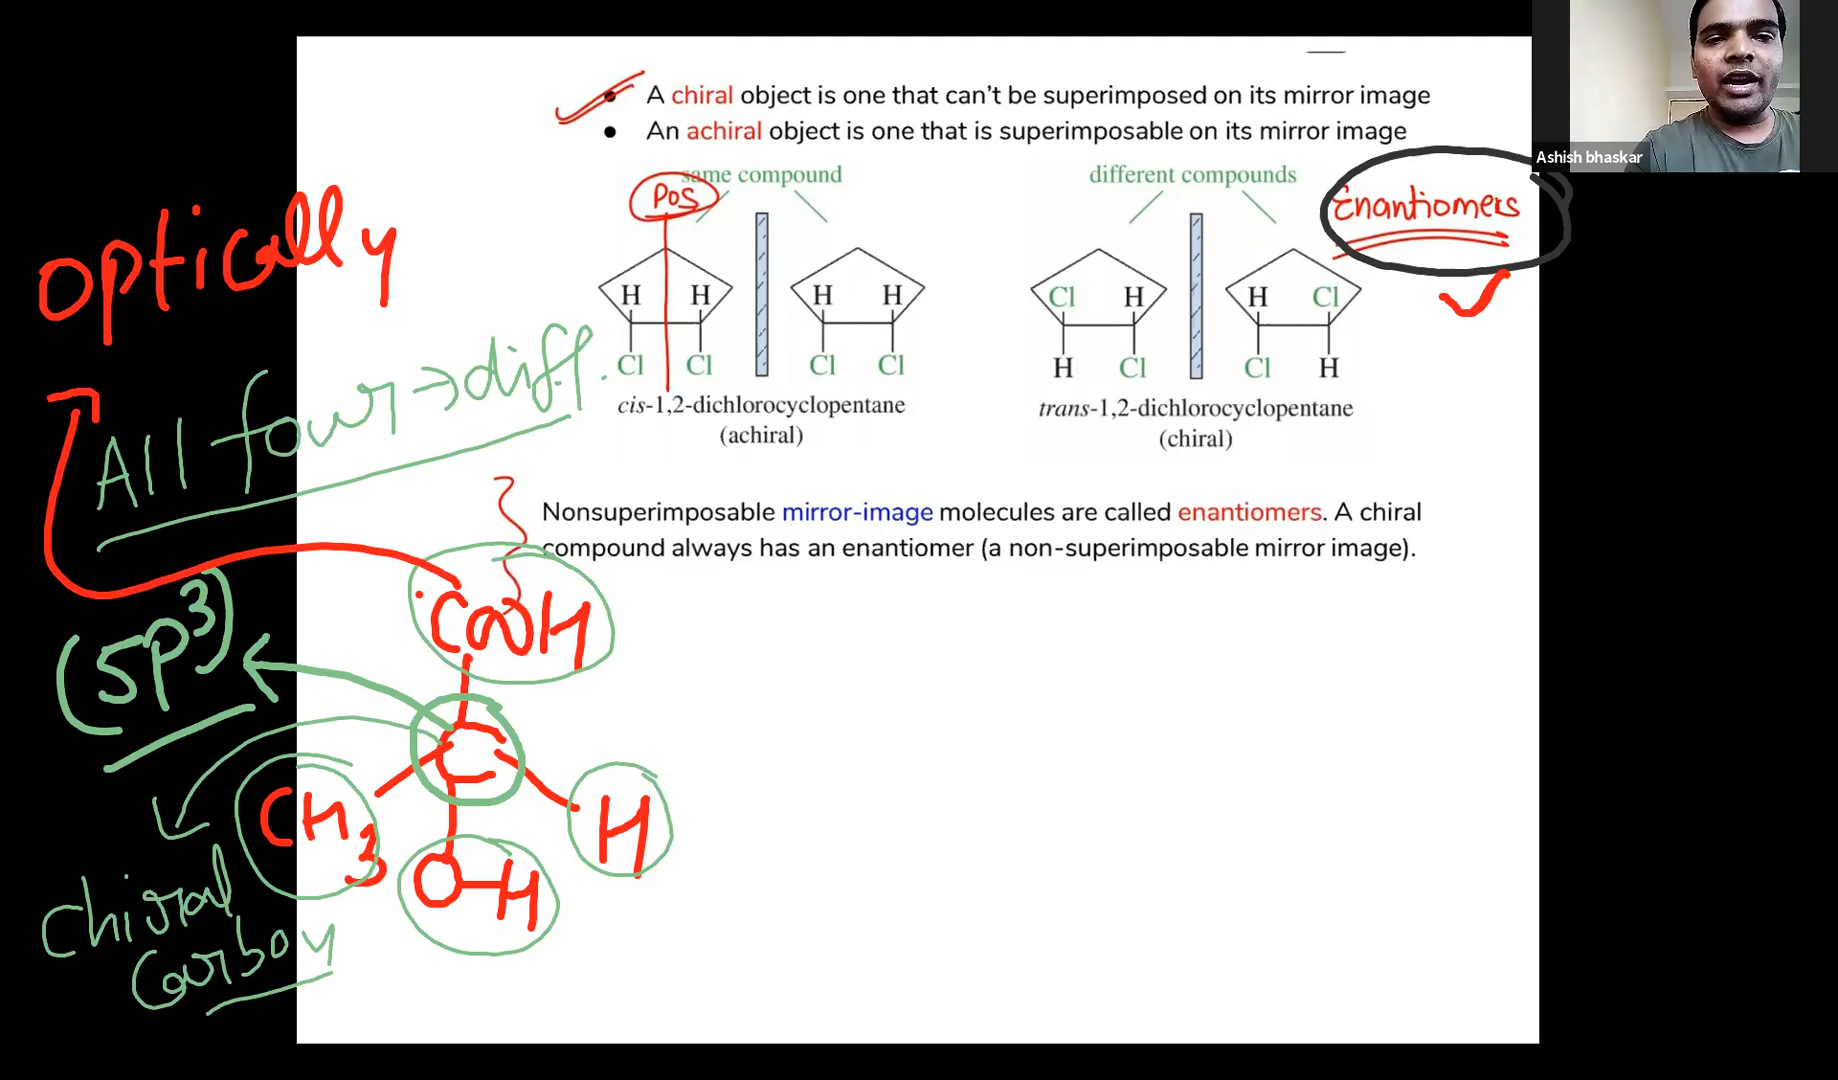 A chiral object is one that can't be superimposed on its mirror image
An achiral object is one that is superimposable on its mirror image
Ashish bhaskar
same compound
different compounds
POS
Enantiomers
optically
H H H H
Cl H H Cl
Cl Cl Cl Cl
H Cl Cl H
All four → diff.
cis-1,2-dichlorocyclopentane
(achiral)
trans-1,2-dichlorocyclopentane
(chiral)
Nonsuperimposable mirror-image molecules are called enantiomers. A chiral
compound always has an enantiomer (a non-superimposable mirror image).
COOH
(SP³)
C
CH3
H
O-H
Chiral
Carbon